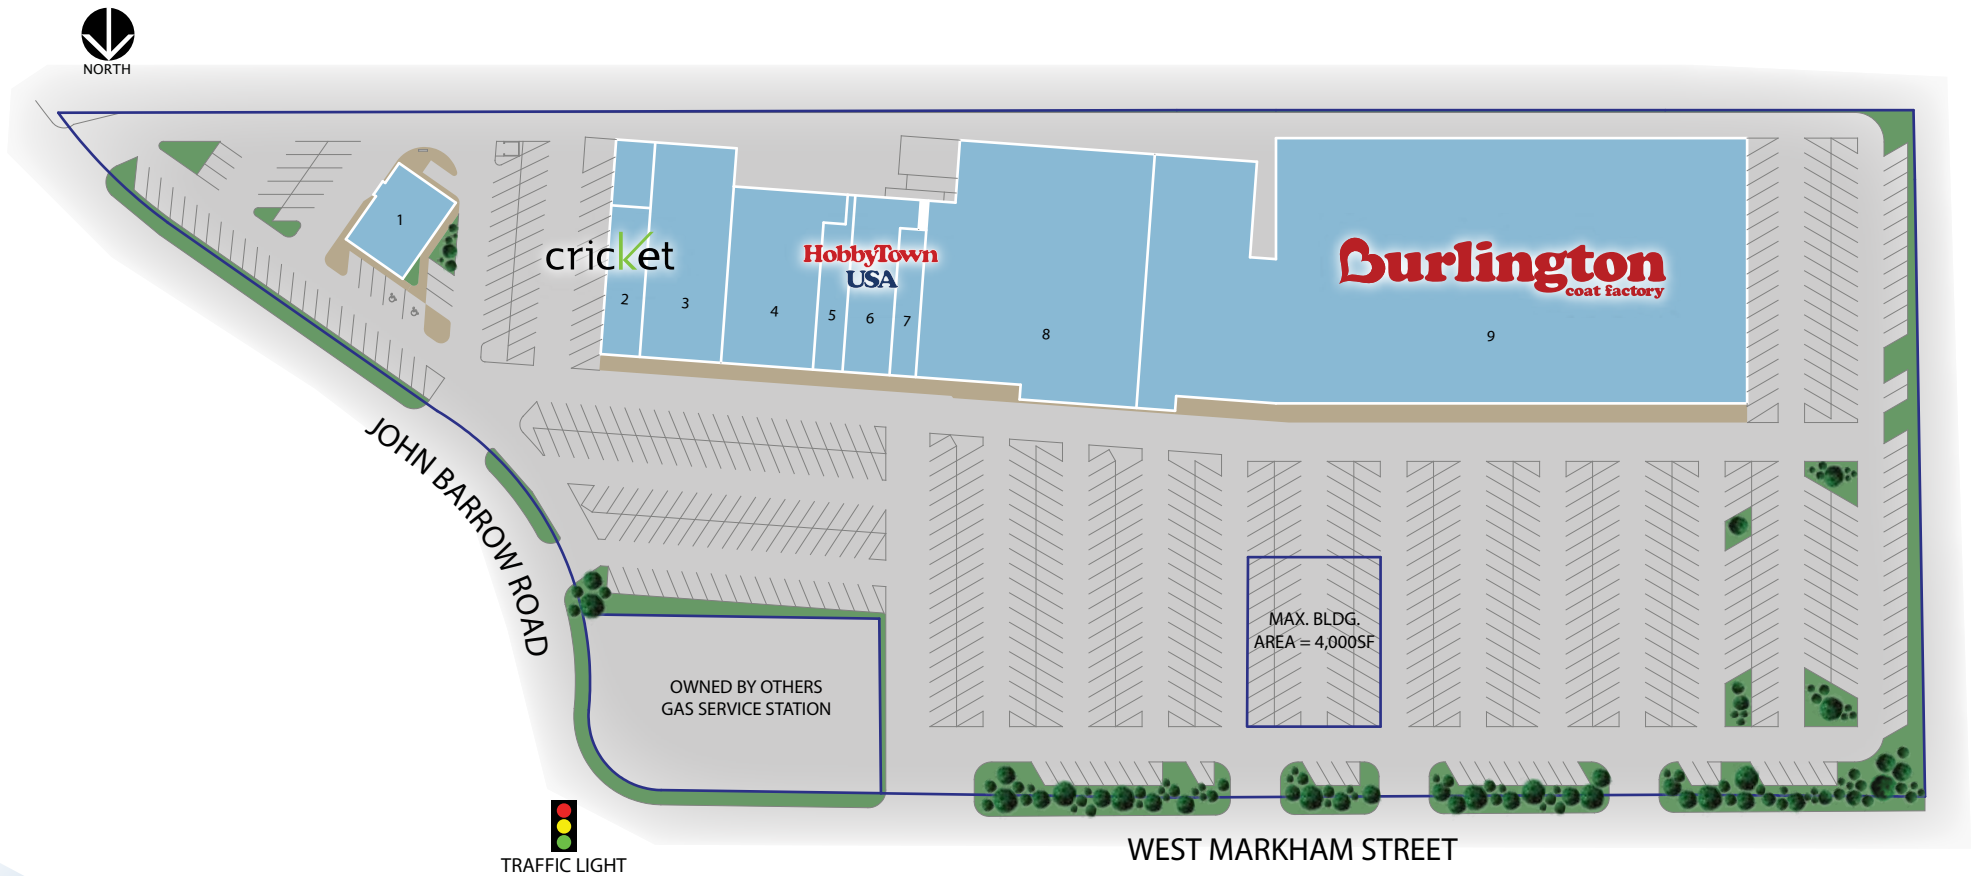 NORTH
1
cricket
HobbyTown
USA
Burlington
coat factory
2
3
4
5
6
7
8
9
JOHN BARROW ROAD
MAX. BLDG.
AREA = 4,000SF
OWNED BY OTHERS
GAS SERVICE STATION
TRAFFIC LIGHT
WEST MARKHAM STREET